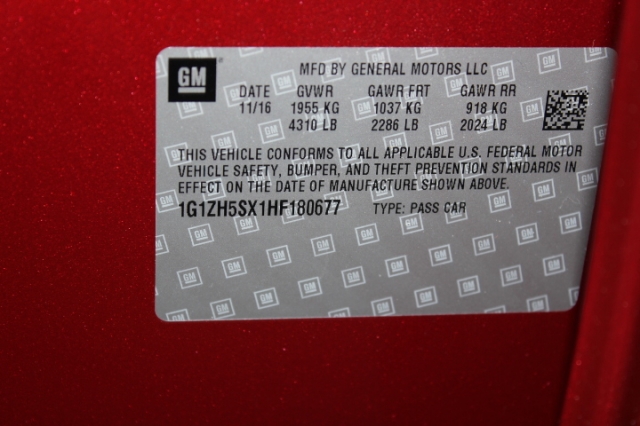 GM MFD BY GENERAL MOTORS LLC
DATE GVWR GAWR FRT GAWR RR
11/16 1955 KG 1037 KG 918 KG
4310 LB 2286 LB 2024 LB
THIS VEHICLE CONFORMS TO ALL APPLICABLE U.S. FEDERAL MOTOR
VEHICLE SAFETY, BUMPER, AND THEFT PREVENTION STANDARDS IN
EFFECT ON THE DATE OF MANUFACTURE SHOWN ABOVE.
1G1ZH5SX1HF180677 TYPE: PASS CAR